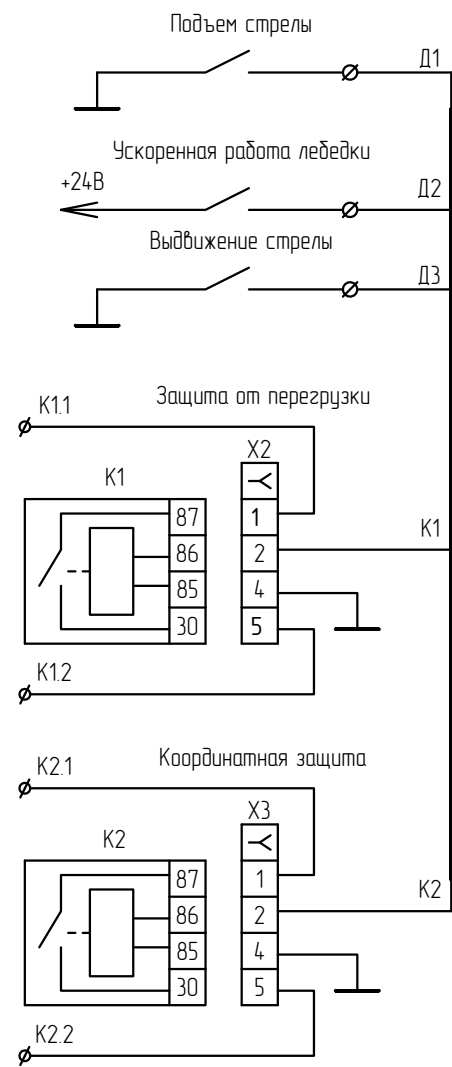 Подъем стрелы
Д1
Ускоренная работа лебедки
+24В
Д2
Выдвижение стрелы
Д3
Защита от перегрузки
К1.1
Х2
К1
87
1
К1
86
2
85
4
30
5
К1.2
Координатная защита
К2.1
Х3
К2
87
1
К2
86
2
85
4
30
5
К2.2